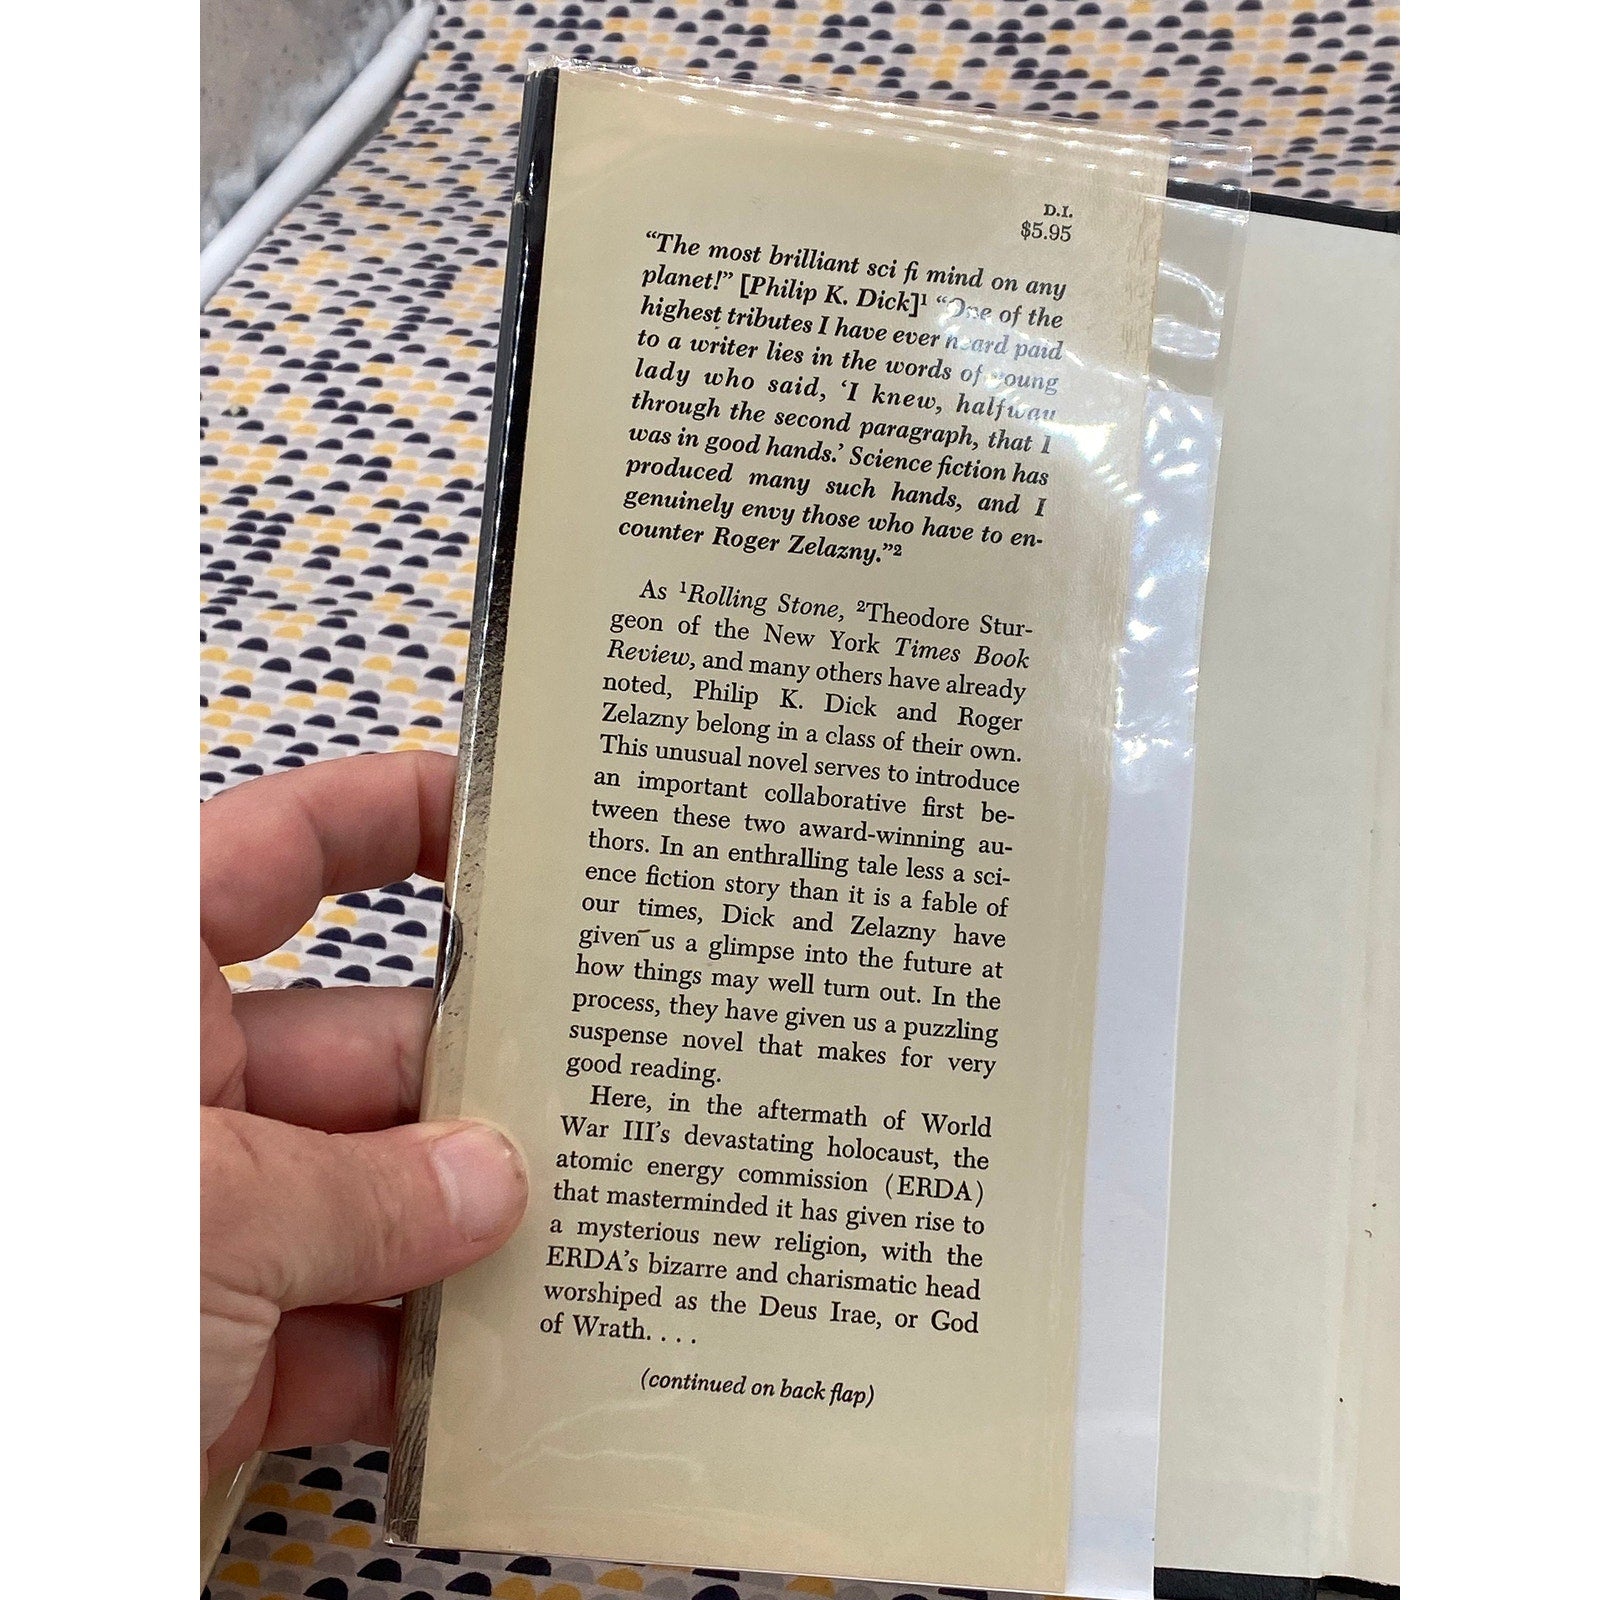 D.I.
$5.95
“The most brilliant sci fi mind on any
planet!” [Philip K. Dick]¹ “One of the
highest tributes I have ever heard paid
to a writer lies in the words of young
lady who said, ‘I knew, halfway
through the second paragraph, that I
was in good hands.’ Science fiction has
produced many such hands, and I
genuinely envy those who have to en-
counter Roger Zelazny.”²
As ¹Rolling Stone, ²Theodore Stur-
geon of the New York Times Book
Review, and many others have already
noted, Philip K. Dick and Roger
Zelazny belong in a class of their own.
This unusual novel serves to introduce
an important collaborative first be-
tween these two award-winning au-
thors. In an enthralling tale less a sci-
ence fiction story than it is a fable of
our times, Dick and Zelazny have
given us a glimpse into the future at
how things may well turn out. In the
process, they have given us a puzzling
suspense novel that makes for very
good reading.
Here, in the aftermath of World
War III’s devastating holocaust, the
atomic energy commission (ERDA)
that masterminded it has given rise to
a mysterious new religion, with the
ERDA’s bizarre and charismatic head
worshiped as the Deus Irae, or God
of Wrath. . . .
(continued on back flap)